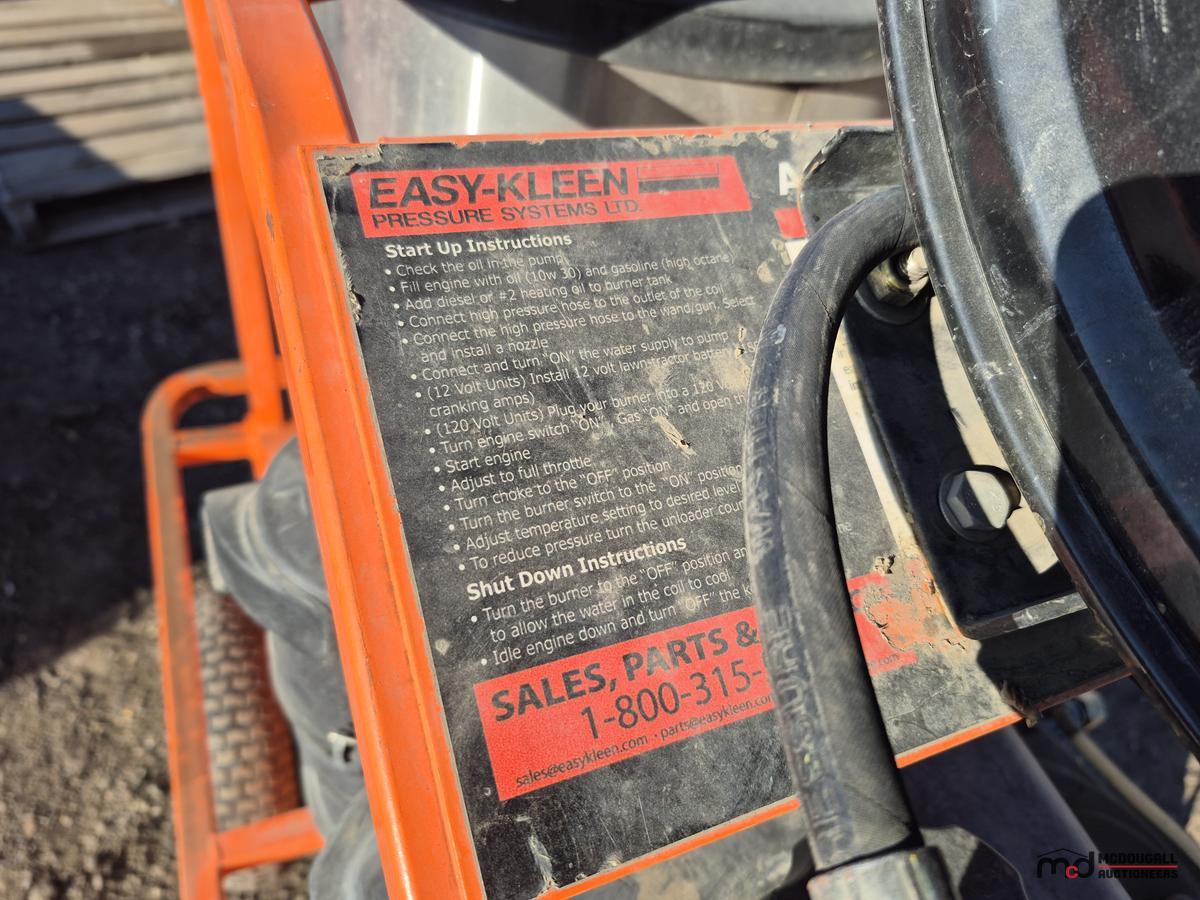 EASY-KLEEN
PRESSURE SYSTEMS LTD.
Start Up Instructions
• Check the oil in the pump
• Fill engine with oil (10w 30) and gasoline (high octane)
• Add diesel or #2 heating oil to burner tank
• Connect high pressure hose to the outlet of the coil
• Connect the high pressure hose to the wand/gun. Select
and install a nozzle
• Connect and turn "ON" the water supply to pump
• (12 Volt Units) Install 12 volt lawn tractor
cranking amps)
• (120 Volt Units) Plug your burner into a 120 V
• Turn engine switch "ON", Gas "ON" and open
• Start engine
• Adjust to full throttle
• Turn choke to the "OFF" position
• Turn the burner switch to the "ON" position
• Adjust temperature setting to desired level
• To reduce pressure turn the unloader
Shut Down Instructions
• Turn the burner to the "OFF" position
to allow the water in the coil to cool
• Idle engine down and turn "OFF" the
SALES, PARTS &
1-800-315-
sales@easykleen.com · parts@easykleen.com
MCDOUGALL
mcd AUCTIONEERS